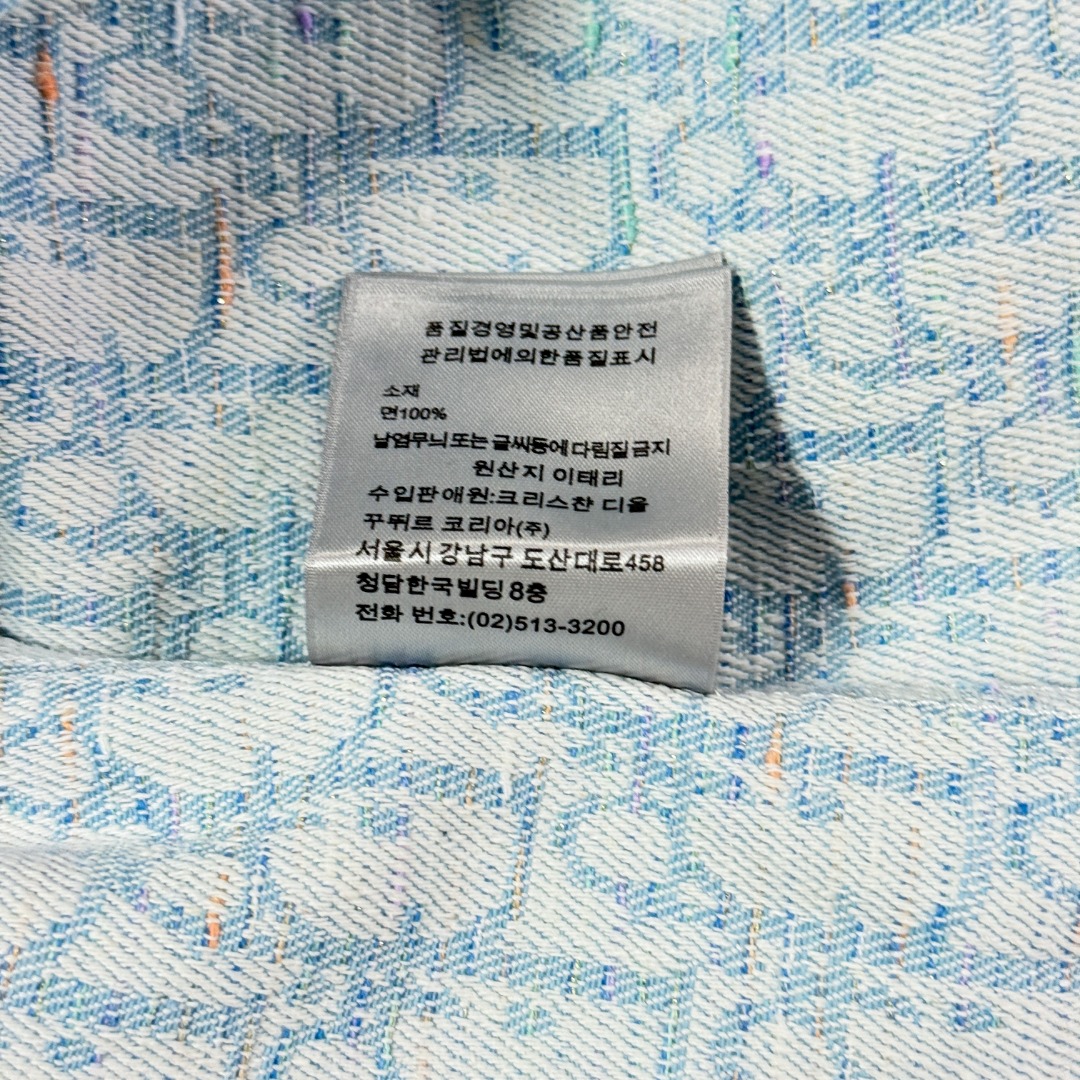 품질경영및공산품안전
관리법에의한품질표시
소재
면100%
날염무늬또는글씨등에다림질금지
원산지 이태리
수입판애원:크리스챤 디올
꾸뛰르 코리아(주)
서울시 강남구 도산대로458
청담한국빌딩 8층
전화 번호:(02)513-3200